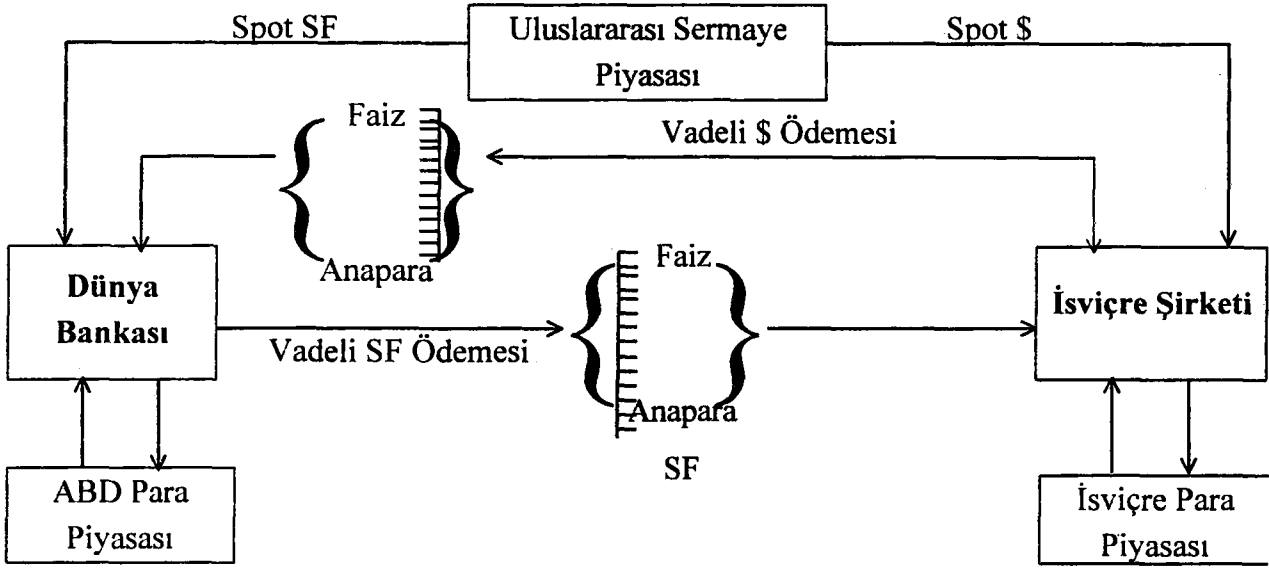 Spot SF
Uluslararası Sermaye
Piyasası
Spot $
Faiz
Vadeli $ Ödemesi
Anapara
Faiz
Dünya
Bankası
İsviçre Şirketi
Vadeli SF Ödemesi
Anapara
SF
ABD Para
Piyasası
İsviçre Para
Piyasası